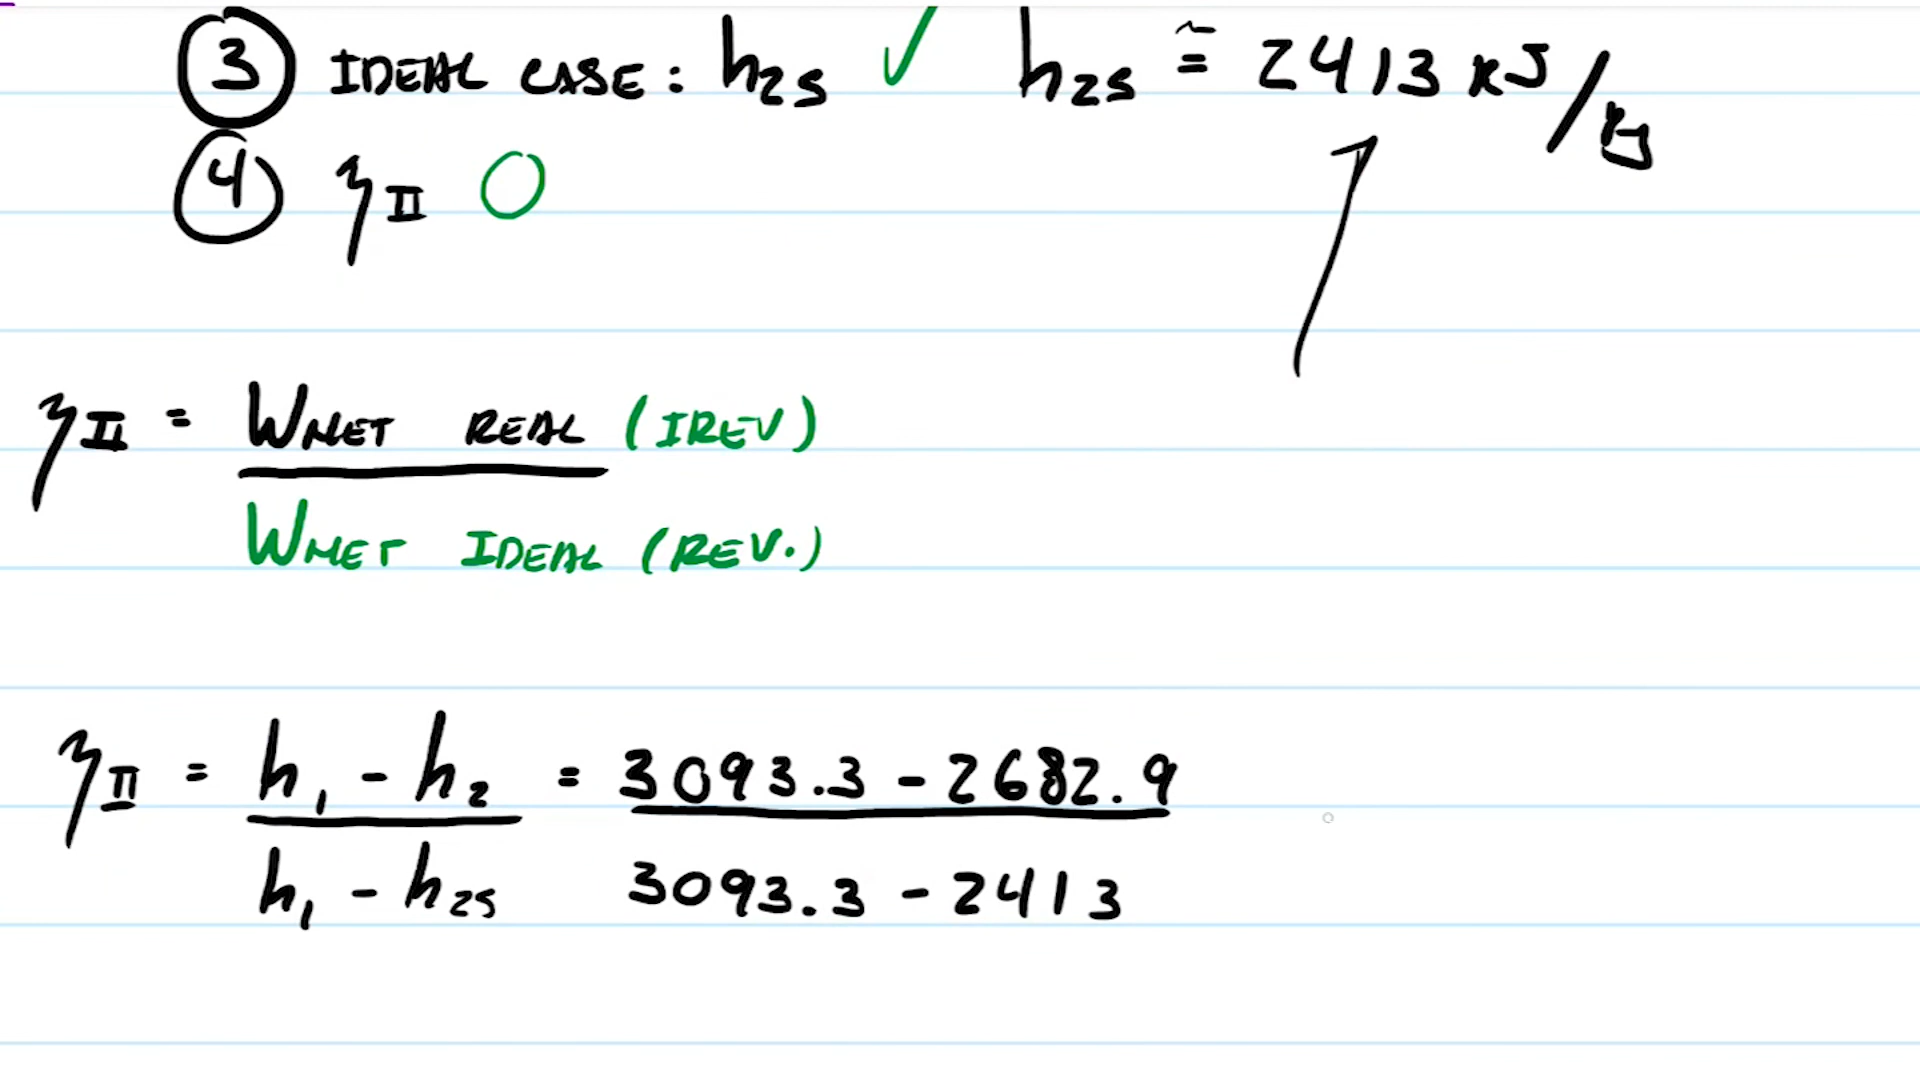 ③ IDEAL CASE: h2s ✓ h2s ≅ 2413 kJ/kg
④ ηII
ηII = WNET REAL (IREV)
WNET IDEAL (REV.)
ηII = h1 - h2 = 3093.3 - 2682.9
h1 - h2s 3093.3 - 2413